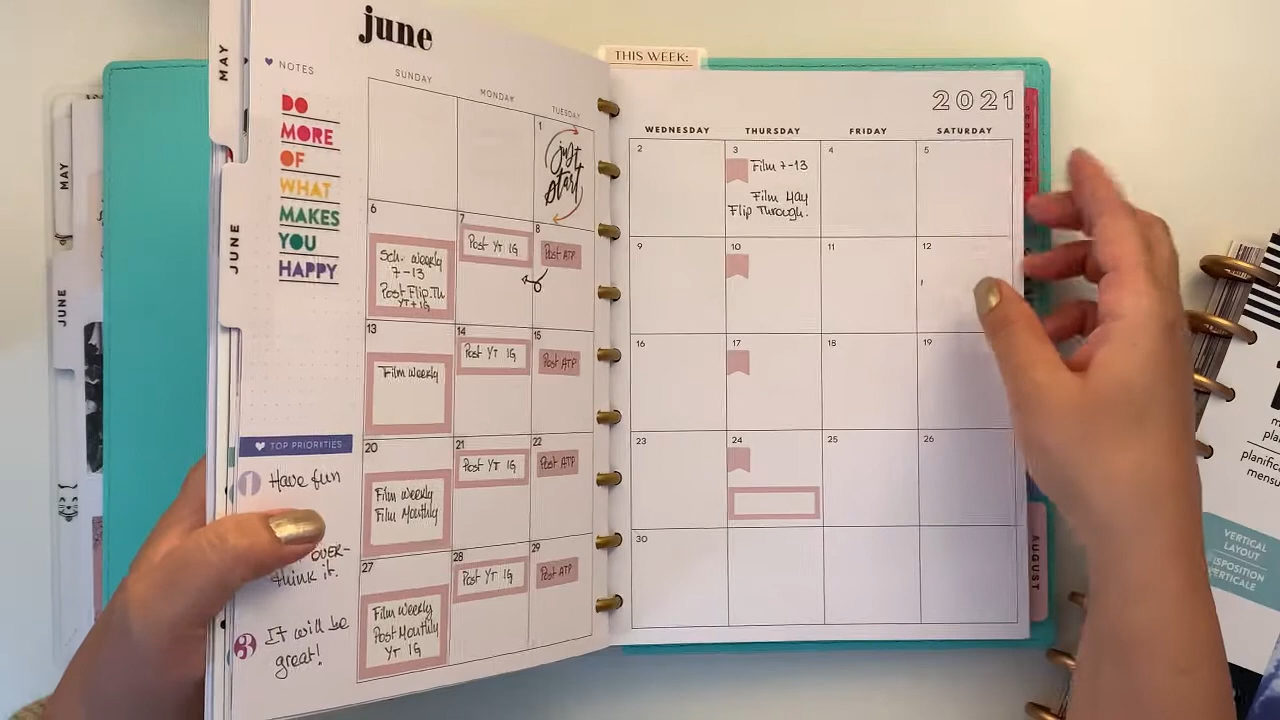 MAY
JUNE
MAY
JUNE
june
NOTES
DO
MORE
OF
WHAT
MAKES
YOU
HAPPY
TOP PRIORITIES
1 Have fun
OVER-
think it.
3 It will be
great!
SUNDAY MONDAY TUESDAY
1
just
start
6 7 8
Sch. Weekly
7-13
Post Flip.Th
YT+IG
Post YT IG
Post ATP
13 14 15
Film Weekly
Post YT IG
Post ATP
20 21 22
Film Weekly
Film Monthly
Post YT IG
Post ATP
27 28 29
Film Weekly
Post Monthly
YT IG
Post YT IG
Post ATP
THIS WEEK:
2021
WEDNESDAY THURSDAY FRIDAY SATURDAY
2 3 4 5
Film 7-13
Film May
Flip Through.
9 10 11 12
16 17 18 19
23 24 25 26
30
AUGUST
VERTICAL
LAYOUT